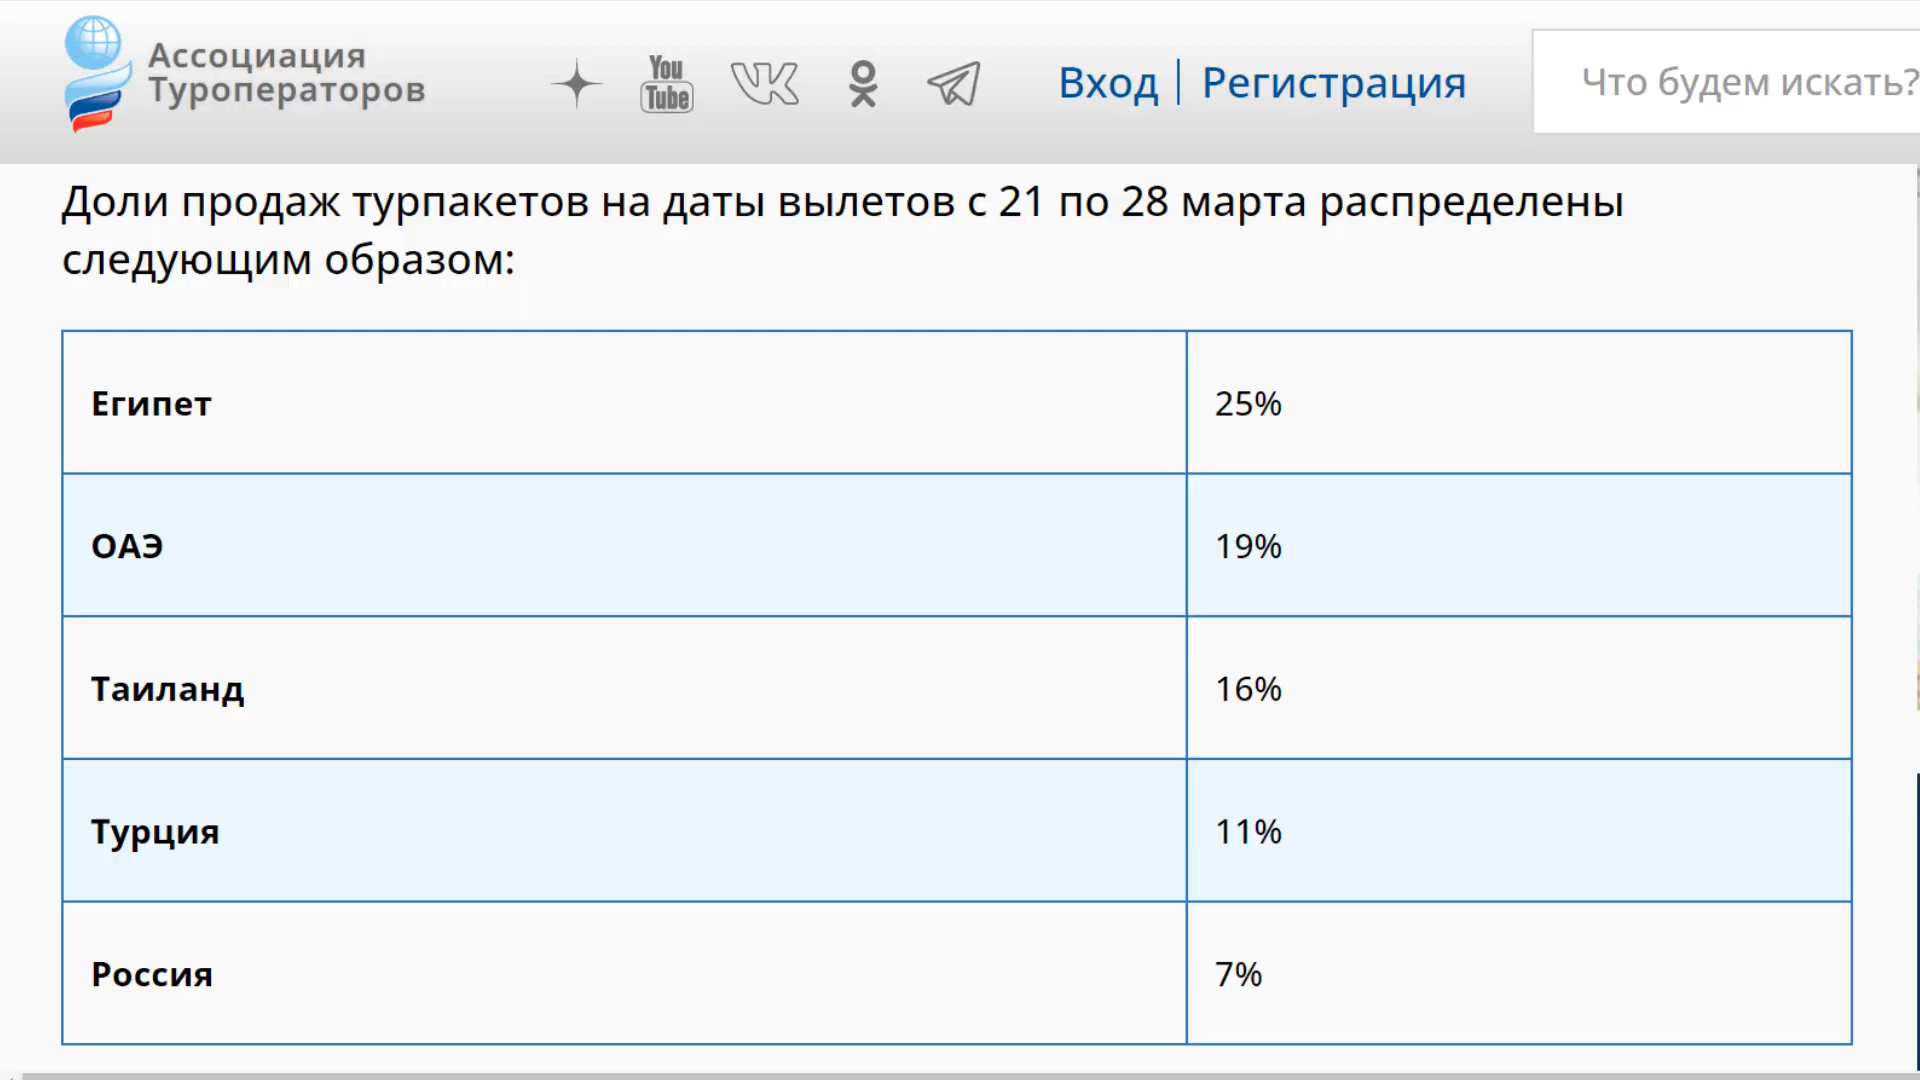 Ассоциация
Туроператоров
You
Tube
Вход | Регистрация
Что будем искать?
Доли продаж турпакетов на даты вылетов с 21 по 28 марта распределены
следующим образом:
Египет 25%
ОАЭ 19%
Таиланд 16%
Турция 11%
Россия 7%